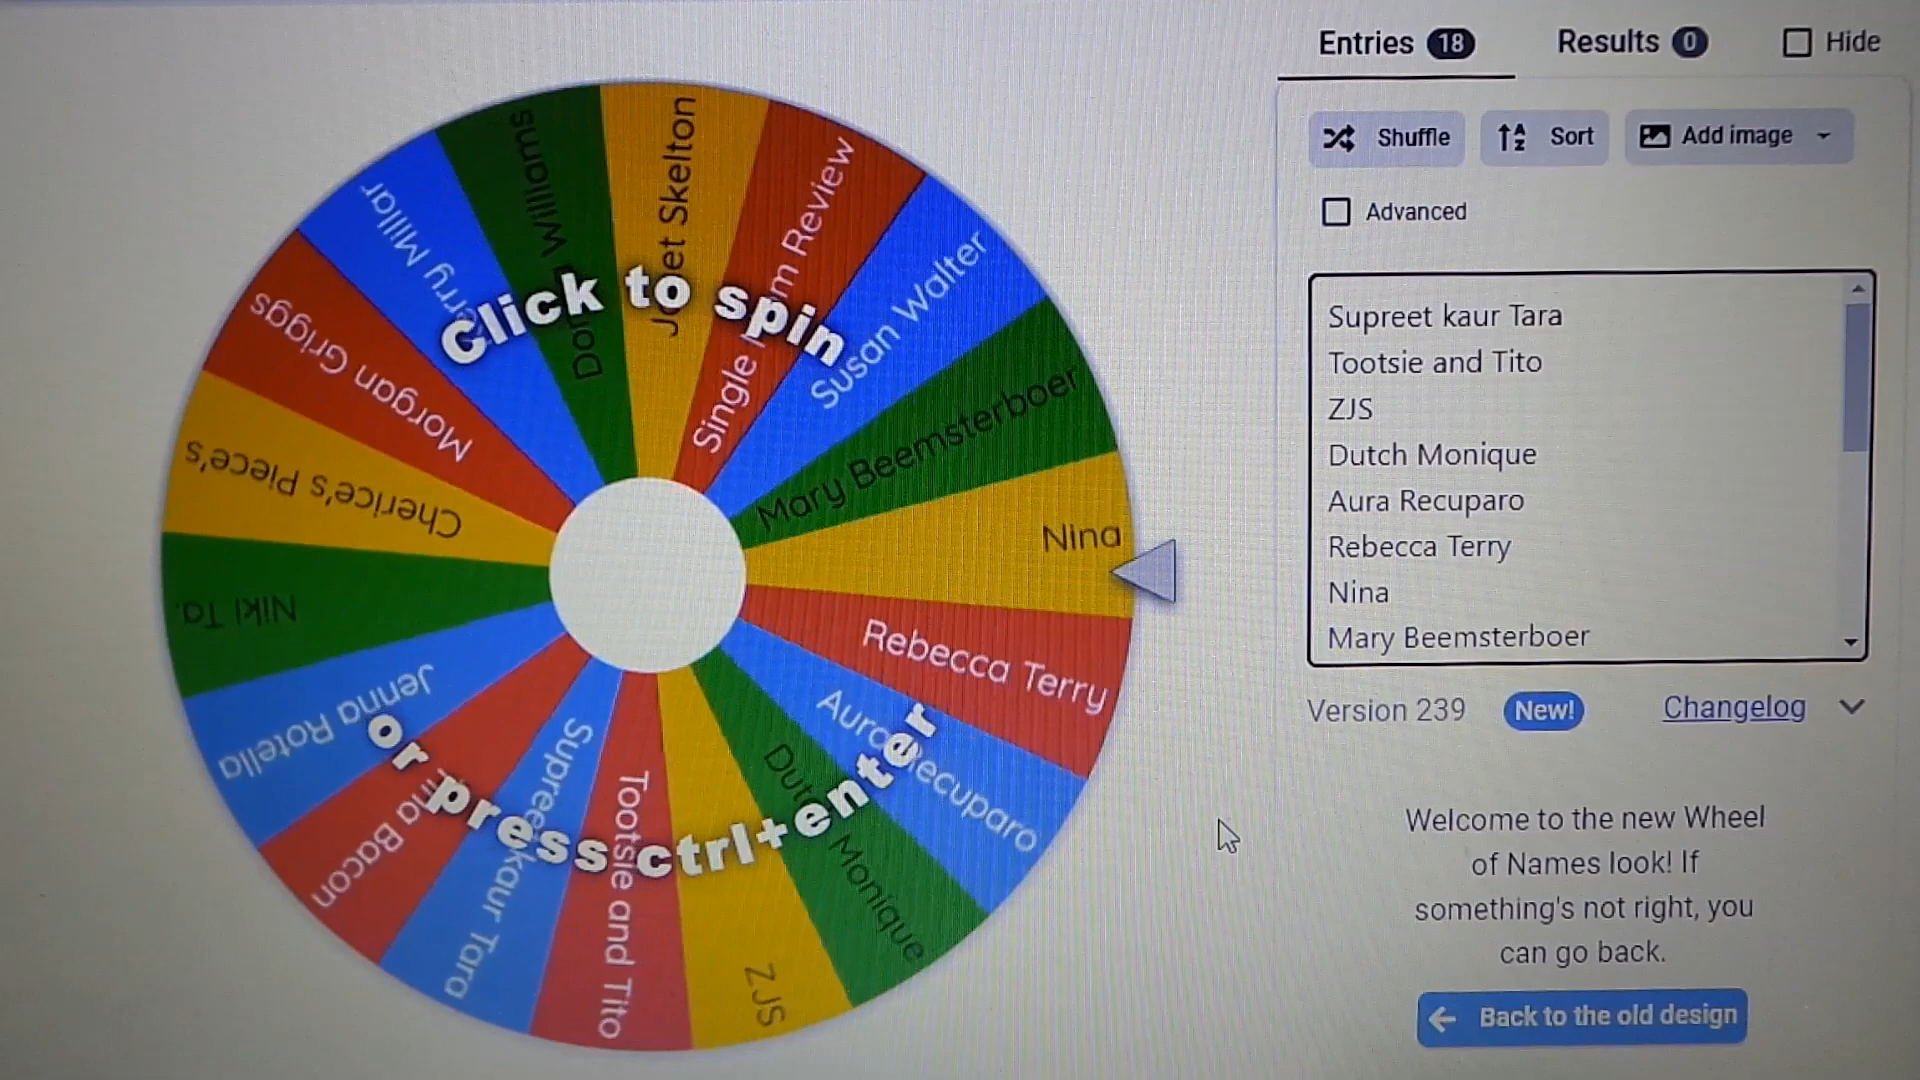 Entries 18 Results 0 Hide
Shuffle Sort Add image
Advanced
Supreet kaur Tara
Tootsie and Tito
ZJS
Dutch Monique
Aura Recuparo
Rebecca Terry
Nina
Mary Beemsterboer
Version 239 New! Changelog
Welcome to the new Wheel
of Names look! If
something's not right, you
can go back.
Back to the old design
Click to spin
or press ctrl+enter
Williams
Skelton
Single Review
Susan Walter
Mary Beemsterboer
Nina
Rebecca Terry
Aura Recuparo
Dutch Monique
ZJS
Tootsie and Tito
Supreet kaur Tara
Bacon
Jenna Rotella
Niki Ta.
Cherice's Piece's
Morgan Griggs
Millar